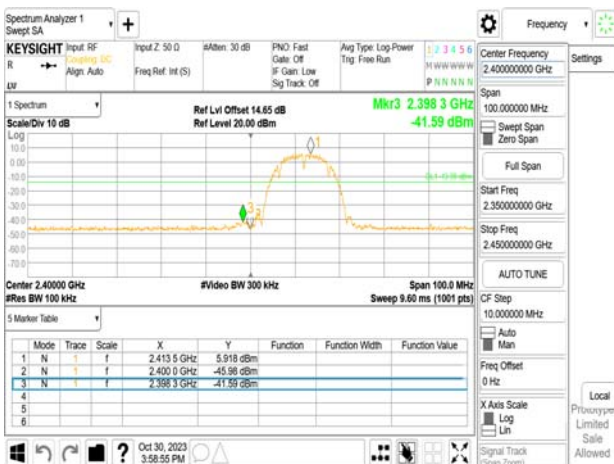 Spectrum Analyzer 1
Swept SA
Frequency
KEYSIGHT Input: RF Input Z: 50 Ω #Atten: 30 dB PNO: Fast Avg Type: Log-Power 1 2 3 4 5 6
R Coupling: DC Gate: Off Trig: Free Run M W W W W W
Align: Auto Freq Ref: Int (S) IF Gain: Low
Sig Track: Off P N N N N N
1 Spectrum
Scale/Div 10 dB
Ref Lvl Offset 14.65 dB
Ref Level 20.00 dBm
Mkr3 2.398 3 GHz
-41.59 dBm
Log
10.0
0.00
-10.0
-20.0
-30.0
-40.0
-50.0
-60.0
-70.0
1
3
Center 2.40000 GHz #Video BW 300 kHz Span 100.0 MHz
#Res BW 100 kHz Sweep 9.60 ms (1001 pts)
5 Marker Table
Mode Trace Scale X Y Function Function Width Function Value
1 N 1 f 2.413 5 GHz 5.918 dBm
2 N 1 f 2.400 0 GHz -45.98 dBm
3 N 1 f 2.398 3 GHz -41.59 dBm
4
5
6
Oct 30, 2023
3:58:55 PM
Center Frequency
2.400000000 GHz
Settings
Span
100.000000 MHz
Swept Span
Zero Span
Full Span
Start Freq
2.350000000 GHz
Stop Freq
2.450000000 GHz
AUTO TUNE
CF Step
10.000000 MHz
Auto
Man
Freq Offset
0 Hz
X Axis Scale
Log
Lin
Signal Track
(Span Zoom)
Local
Prototype
Limited
Sale
Allowed